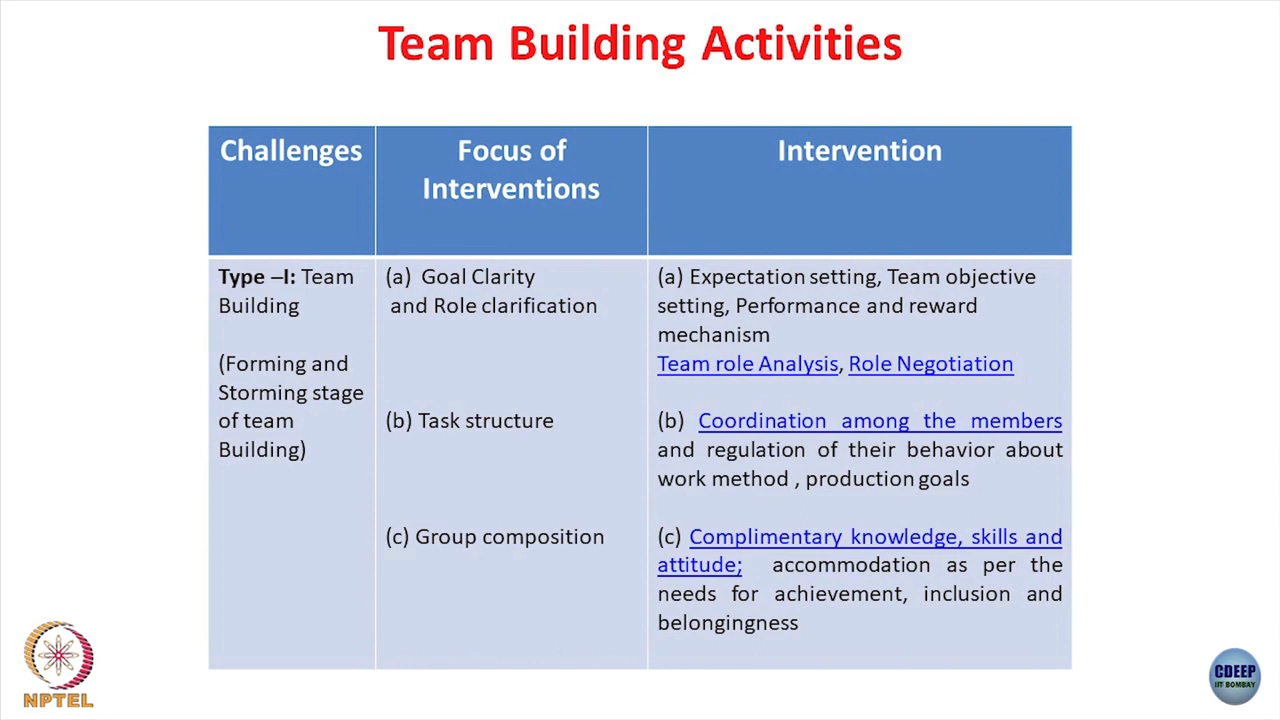 Team Building Activities
Challenges
Focus of
Interventions
Intervention
Type –I: Team
Building
(Forming and
Storming stage
of team
Building)
(a) Goal Clarity
and Role clarification
(b) Task structure
(c) Group composition
(a) Expectation setting, Team objective
setting, Performance and reward
mechanism
Team role Analysis, Role Negotiation
(b) Coordination among the members
and regulation of their behavior about
work method , production goals
(c) Complimentary knowledge, skills and
attitude; accommodation as per the
needs for achievement, inclusion and
belongingness
NPTEL
CDEEP
IIT BOMBAY